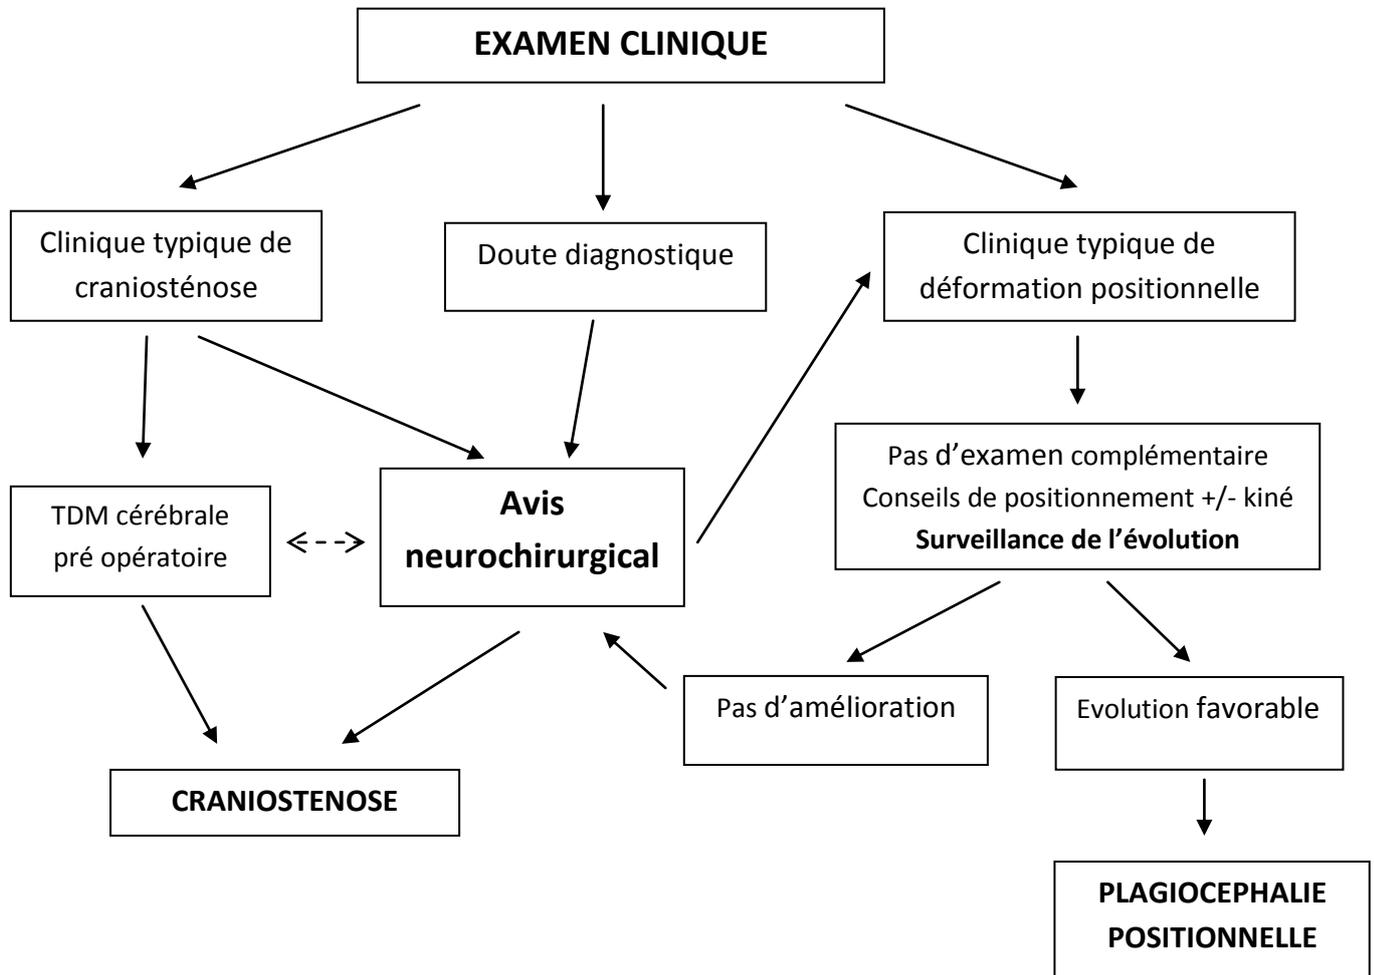 EXAMEN CLINIQUE
Clinique typique de
craniosténose
Doute diagnostique
Clinique typique de
déformation positionnelle
Pas d’examen complémentaire
Conseils de positionnement +/- kiné
Surveillance de l’évolution
TDM cérébrale
pré opératoire
Avis
neurochirurgical
Pas d’amélioration
Evolution favorable
CRANIOSTENOSE
PLAGIOCEPHALIE
POSITIONNELLE